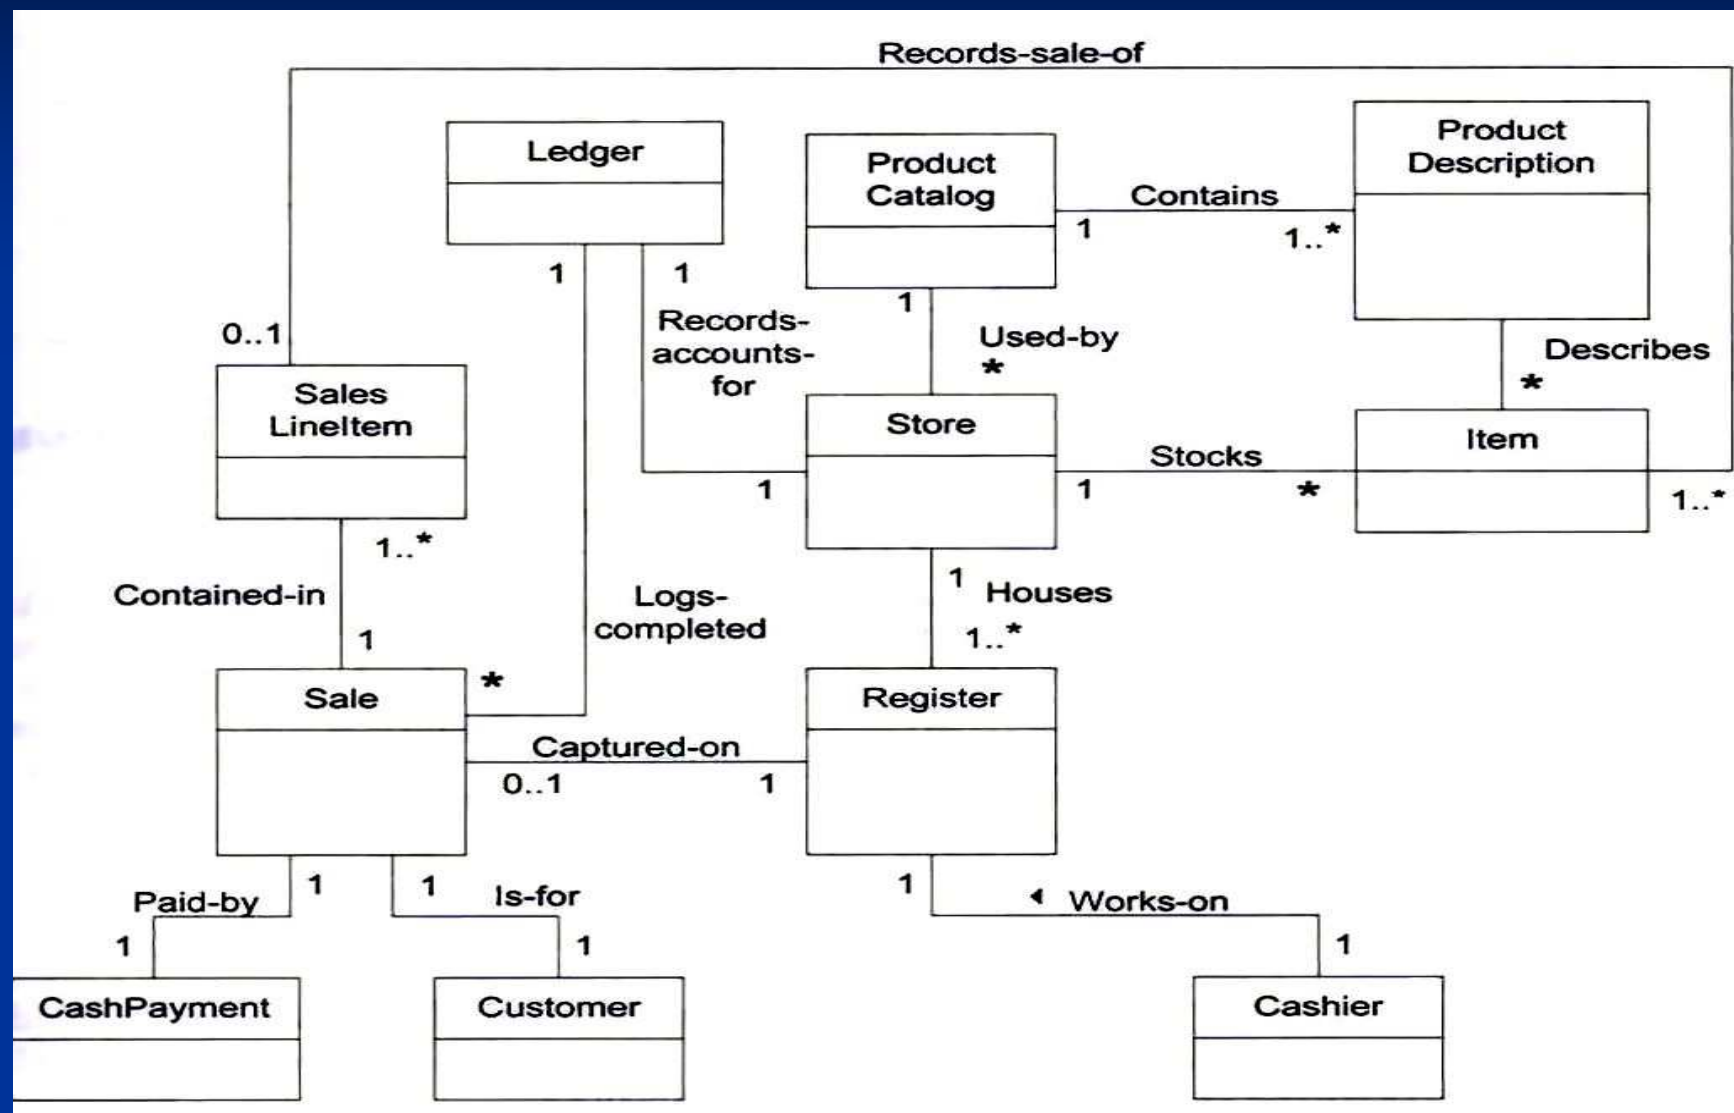 Records-sale-of
Ledger
Product
Catalog
Product
Description
Contains
1
1..*
1
1
1
Records-
accounts-
for
Used-by
*
0..1
Describes
*
Sales
LineItem
Store
Item
Stocks
1
1
*
1..*
1..*
Contained-in
1
Logs-
completed
1
Houses
1..*
Sale
*
Register
Captured-on
0..1
1
Paid-by
1
1
Is-for
1
Works-on
1
1
1
CashPayment
Customer
Cashier